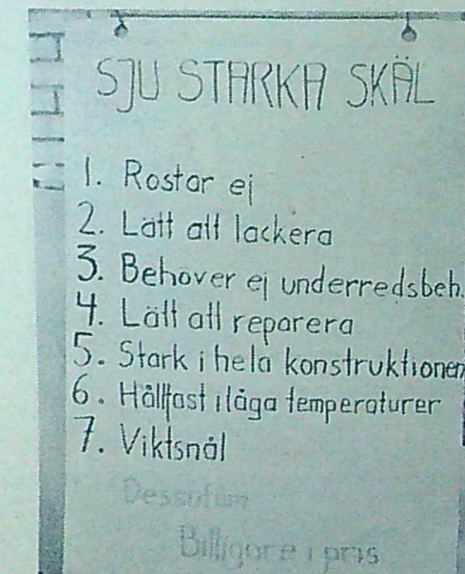 SJU STARKA SKÄL
1. Rostar ej
2. Lätt att lackera
3. Behöver ej underredsbeh.
4. Lätt att reparera
5. Stark i hela konstruktionen
6. Hållfast i låga temperaturer
7. Viktsnål
Dessutom
Billigare i pris